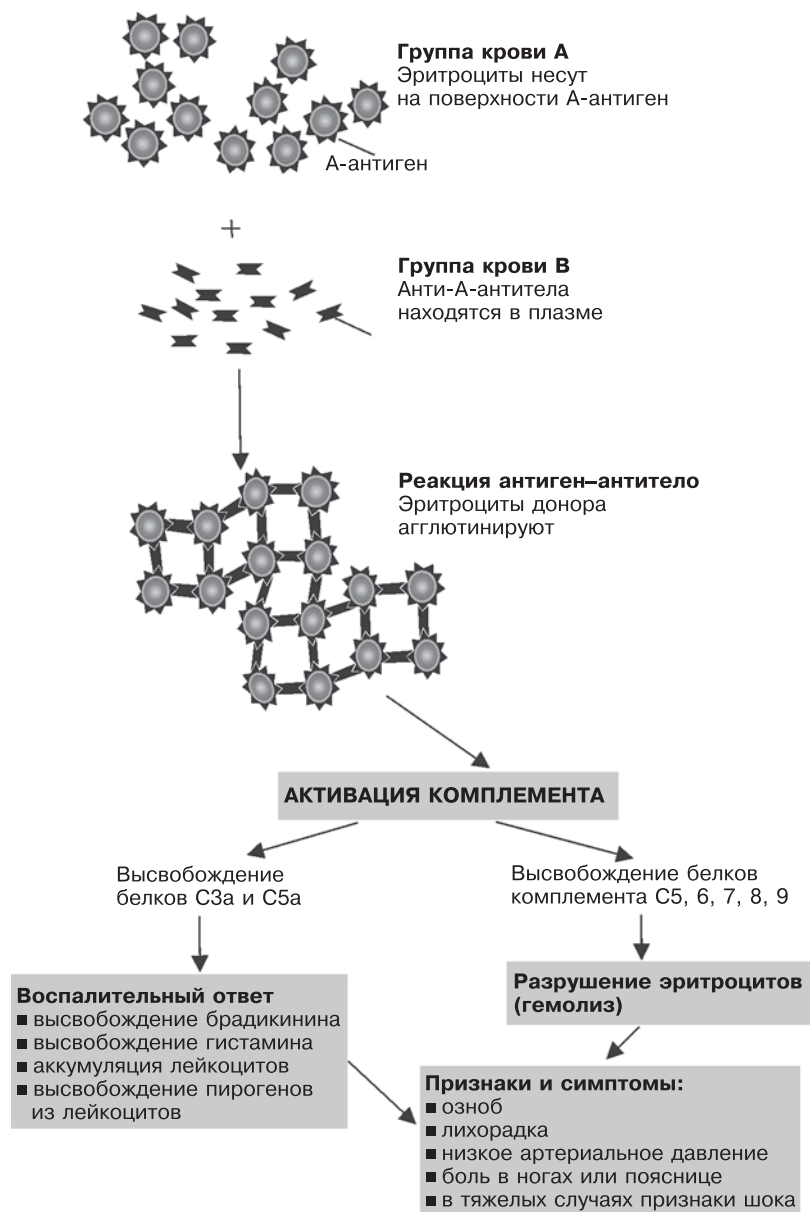 Группа крови А
Эритроциты несут
на поверхности А-антиген
А-антиген
+
Группа крови В
Анти-А-антитела
находятся в плазме
Реакция антиген–антитело
Эритроциты донора
агглютинируют
АКТИВАЦИЯ КОМПЛЕМЕНТА
Высвобождение
белков С3а и С5а
Высвобождение белков
комплемента С5, 6, 7, 8, 9
Воспалительный ответ
■ высвобождение брадикинина
■ высвобождение гистамина
■ аккумуляция лейкоцитов
■ высвобождение пирогенов
из лейкоцитов
Разрушение эритроцитов
(гемолиз)
Признаки и симптомы:
■ озноб
■ лихорадка
■ низкое артериальное давление
■ боль в ногах или пояснице
■ в тяжелых случаях признаки шока